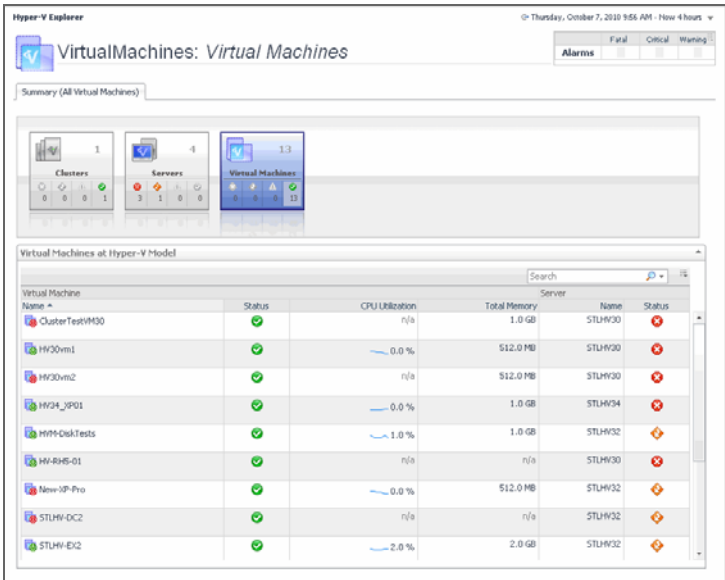 Hyper-V Explorer
Thursday, October 7, 2010 9:56 AM - Now 4 hours
VirtualMachines: Virtual Machines
Fatal Critical Warning
Alarms
Summary (All Virtual Machines)
1
Clusters
0 0 0 1
4
Servers
3 1 0 0
13
Virtual Machines
0 0 0 13
Virtual Machines at Hyper-V Model
Search
Virtual Machine Server
Name Status CPU Utilization Total Memory Name Status
ClusterTestVM30 n/a 1.0 GB STLHV30
HV30vm1 0.0 % 512.0 MB STLHV30
HV30vm2 n/a 512.0 MB STLHV30
HV34_XP01 0.0 % 1.0 GB STLHV34
HVM-DiskTests 1.0 % 1.0 GB STLHV32
HV-RH5-01 n/a n/a STLHV30
New-XP-Pro 0.0 % 512.0 MB STLHV32
STLHV-DC2 n/a n/a STLHV32
STLHV-EX2 2.0 % 2.0 GB STLHV32